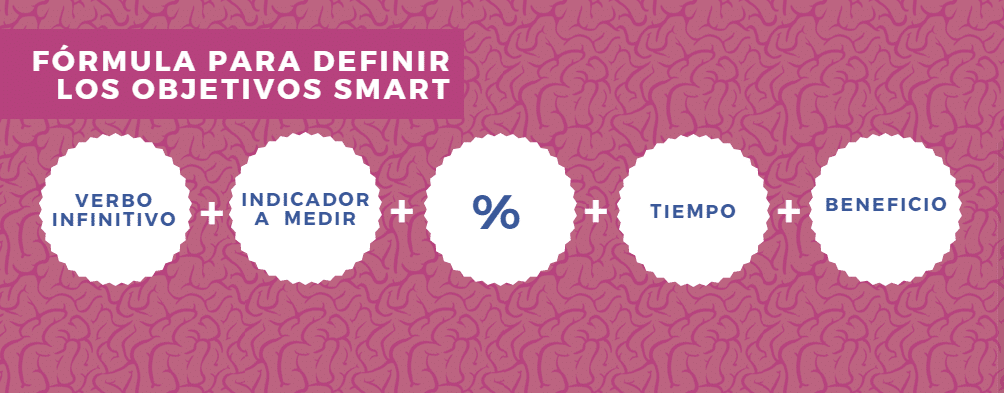 FÓRMULA PARA DEFINIR
LOS OBJETIVOS SMART
VERBO
INFINITIVO
+
INDICADOR
A MEDIR
+
%
+
TIEMPO
+
BENEFICIO